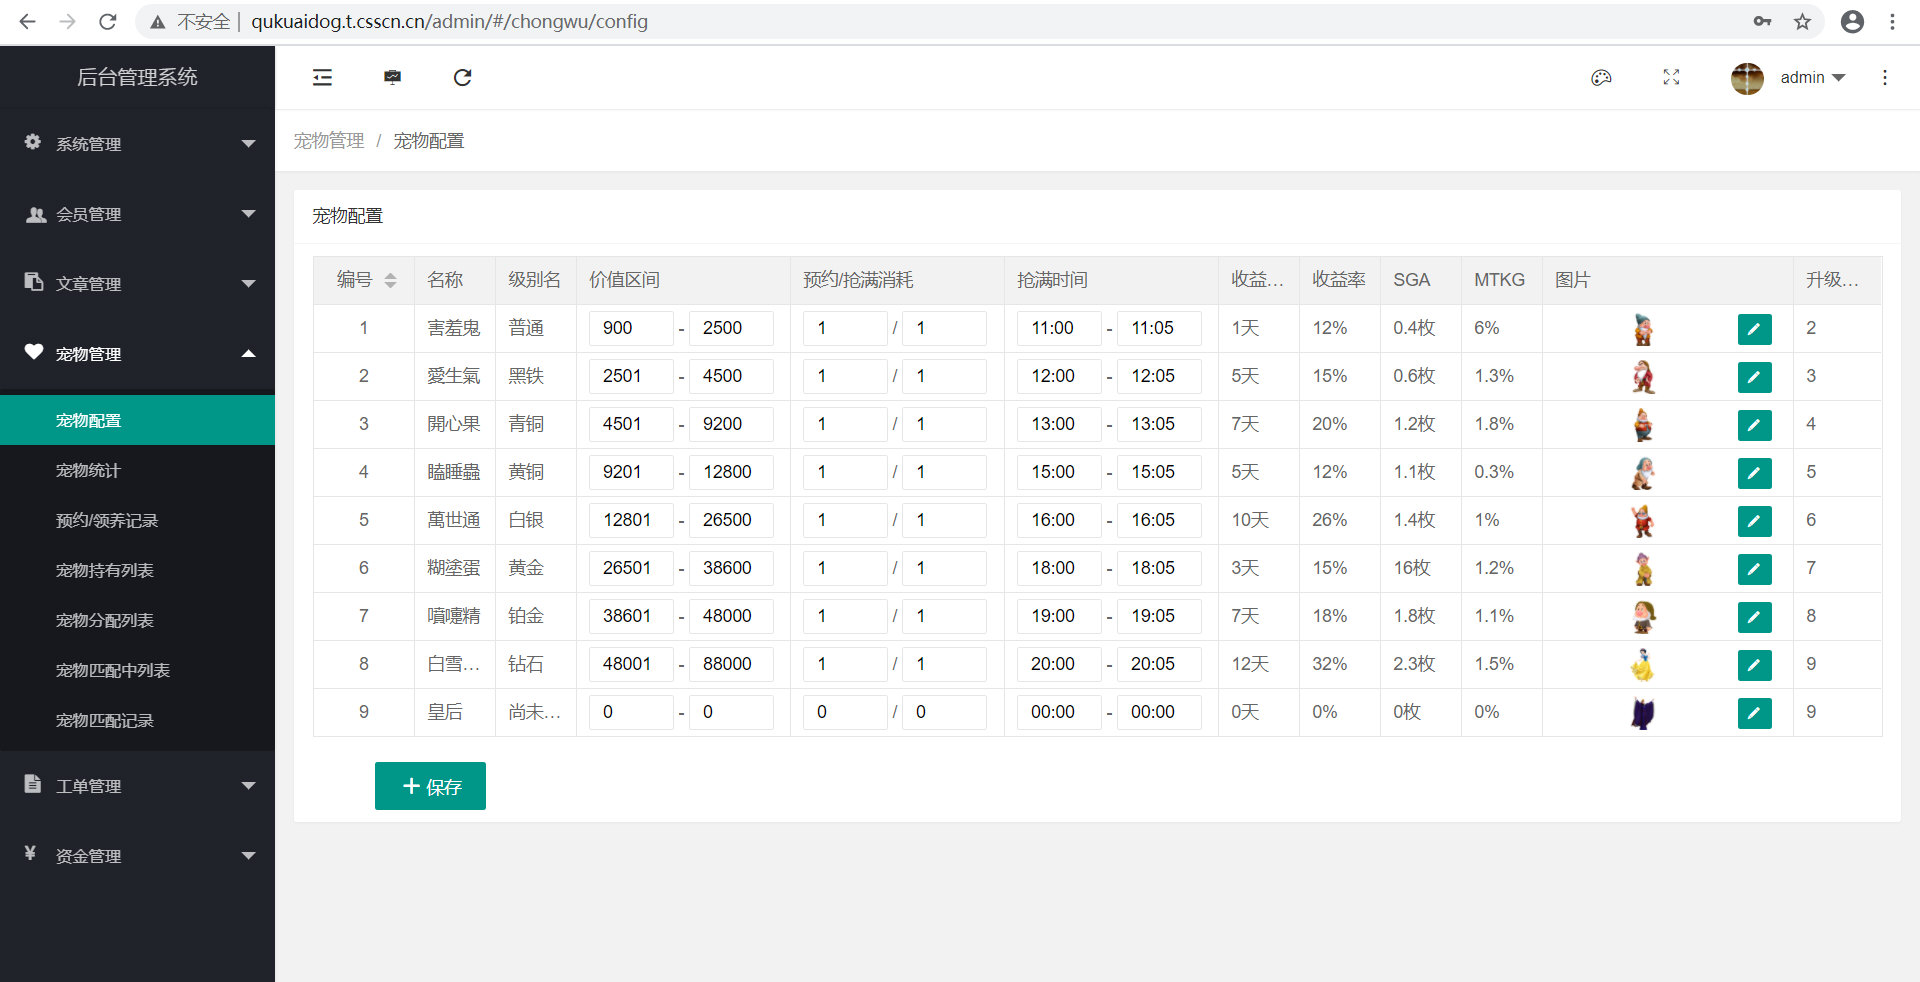 不安全 | qukuaidog.t.csscn.cn/admin/#/chongwu/config
后台管理系统
admin
系统管理
会员管理
文章管理
宠物管理
宠物配置
宠物统计
预约/领养记录
宠物持有列表
宠物分配列表
宠物匹配中列表
宠物匹配记录
工单管理
资金管理
宠物管理 / 宠物配置
宠物配置
编号 名称 级别名 价值区间 预约/抢满消耗 抢满时间 收益... 收益率 SGA MTKG 图片 升级...
1 害羞鬼 普通 900 - 2500 1 / 1 11:00 - 11:05 1天 12% 0.4枚 6% 2
2 愛生氣 黑铁 2501 - 4500 1 / 1 12:00 - 12:05 5天 15% 0.6枚 1.3% 3
3 開心果 青铜 4501 - 9200 1 / 1 13:00 - 13:05 7天 20% 1.2枚 1.8% 4
4 瞌睡蟲 黄铜 9201 - 12800 1 / 1 15:00 - 15:05 5天 12% 1.1枚 0.3% 5
5 萬世通 白银 12801 - 26500 1 / 1 16:00 - 16:05 10天 26% 1.4枚 1% 6
6 糊塗蛋 黄金 26501 - 38600 1 / 1 18:00 - 18:05 3天 15% 16枚 1.2% 7
7 噴嚏精 铂金 38601 - 48000 1 / 1 19:00 - 19:05 7天 18% 1.8枚 1.1% 8
8 白雪... 钻石 48001 - 88000 1 / 1 20:00 - 20:05 12天 32% 2.3枚 1.5% 9
9 皇后 尚未... 0 - 0 0 / 0 00:00 - 00:00 0天 0% 0枚 0% 9
保存